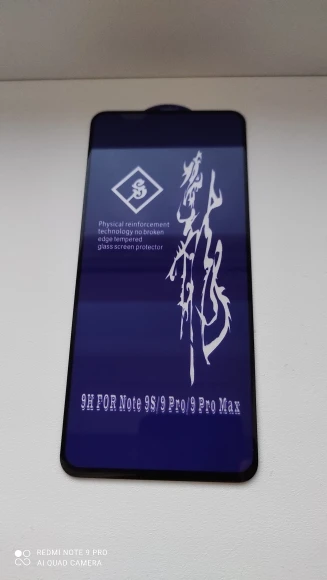 S
Physical reinforcement
technology no broken
edge tempered
glass screen protector
9H FOR Note 9S/9 Pro/9 Pro Max
REDMI NOTE 9 PRO
AI QUAD CAMERA